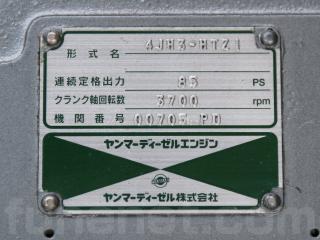 形式名 4JH3-HTZ1
連続定格出力 85 PS
クランク軸回転数 3700 rpm
機関番号 00705 PD
ヤンマーディーゼルエンジン
ヤンマーディーゼル株式会社